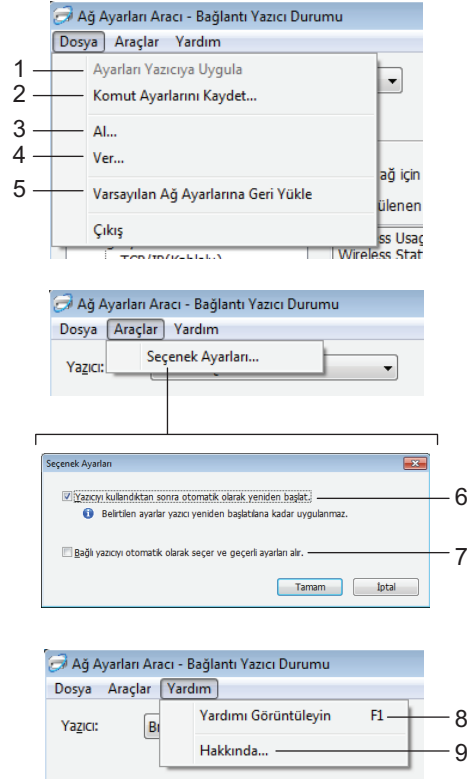 Ağ Ayarları Aracı - Bağlantı Yazıcı Durumu
Dosya Araçlar Yardım
1 Ayarları Yazıcıya Uygula
2 Komut Ayarlarını Kaydet...
3 Al...
4 Ver...
ağ için
5 Varsayılan Ağ Ayarlarına Geri Yükle
ülenen
Çıkış
ss Usag
Wireless Stat
Ağ Ayarları Aracı - Bağlantı Yazıcı Durumu
Dosya Araçlar Yardım
Yazıcı: Seçenek Ayarları...
Seçenek Ayarları
Yazıcıyı kullandıktan sonra otomatik olarak yeniden başlat. 6
Belirtilen ayarlar yazıcı yeniden başlatılana kadar uygulanmaz.
Bağlı yazıcıyı otomatik olarak seçer ve geçerli ayarları alır. 7
Tamam İptal
Ağ Ayarları Aracı - Bağlantı Yazıcı Durumu
Dosya Araçlar Yardım
Yazıcı: Yardımı Görüntüleyin F1 8
Hakkında... 9